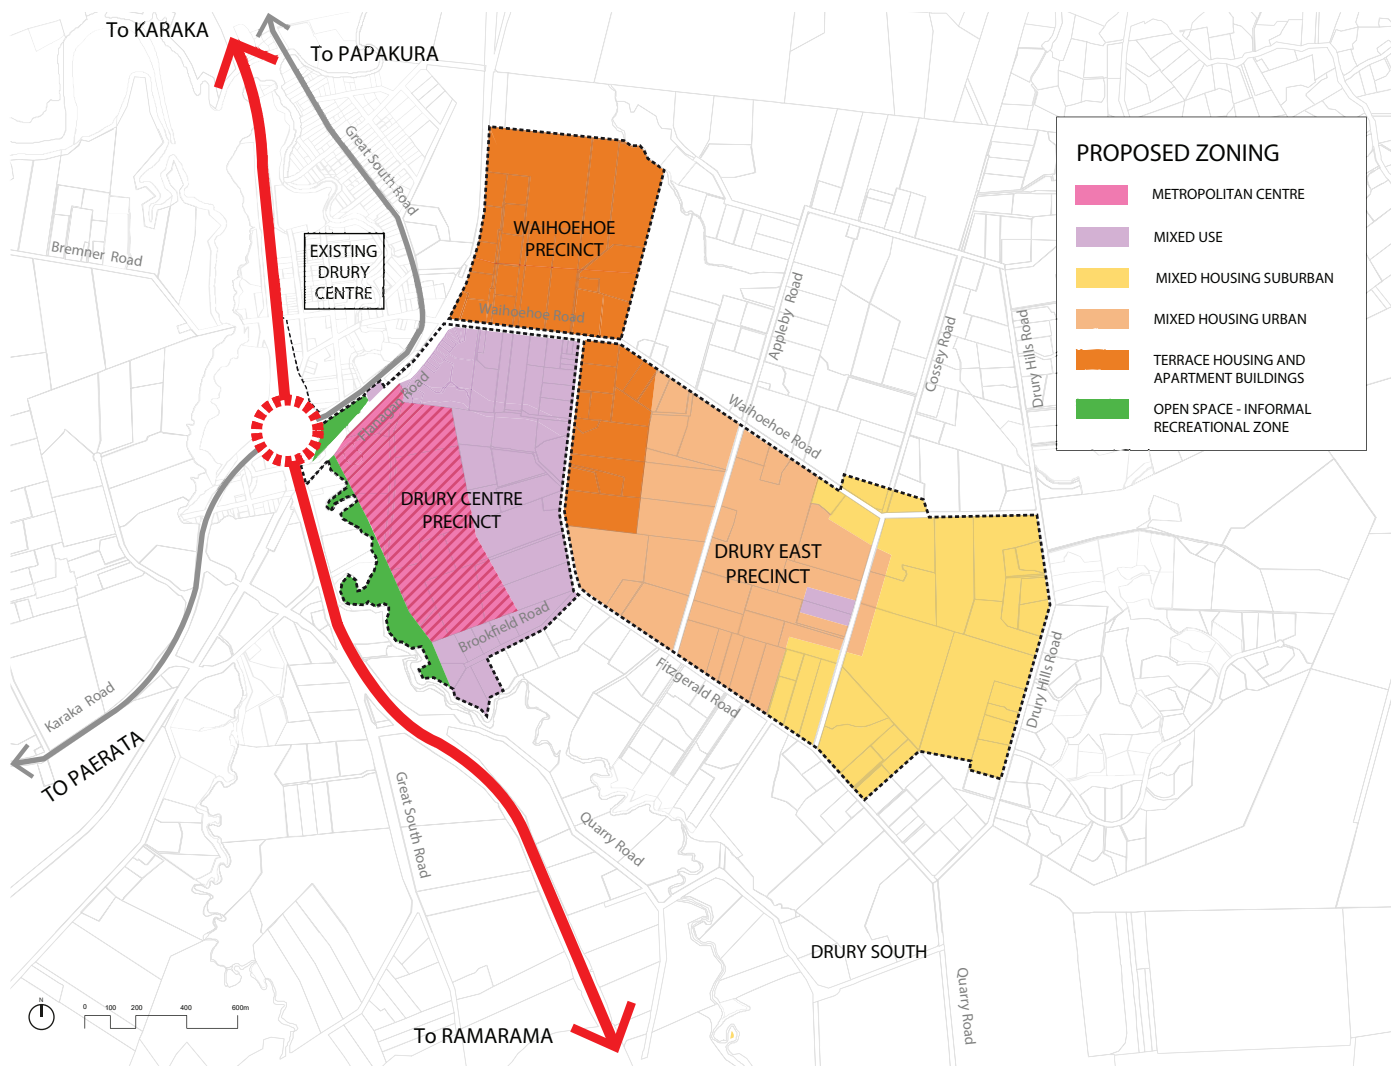 To KARAKA
To PAPAKURA
Great South Road
Bremner Road
EXISTING
DRURY
CENTRE
WAIHOEHOE
PRECINCT
Waihoehoe Road
Appleby Road
Cossey Road
Drury Hills Road
PROPOSED ZONING
METROPOLITAN CENTRE
MIXED USE
MIXED HOUSING SUBURBAN
MIXED HOUSING URBAN
TERRACE HOUSING AND
APARTMENT BUILDINGS
OPEN SPACE - INFORMAL
RECREATIONAL ZONE
Flanagan Road
Waihoehoe Road
DRURY CENTRE
PRECINCT
DRURY EAST
PRECINCT
Brookfield Road
Fitzgerald Road
Drury Hills Road
Karaka Road
TO PAERATA
Great South Road
Quarry Road
DRURY SOUTH
Quarry Road
N
0 100 200 400 600m
To RAMARAMA